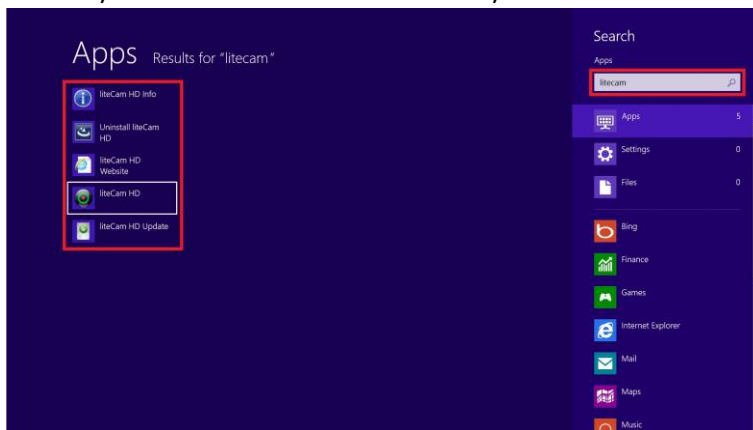 Apps Results for "litecam"
liteCam HD Info
Uninstall liteCam
HD
liteCam HD
Website
liteCam HD
liteCam HD Update
Search
Apps
litecam
Apps 5
Settings 0
Files 0
Bing
Finance
Games
Internet Explorer
Mail
Maps
Music